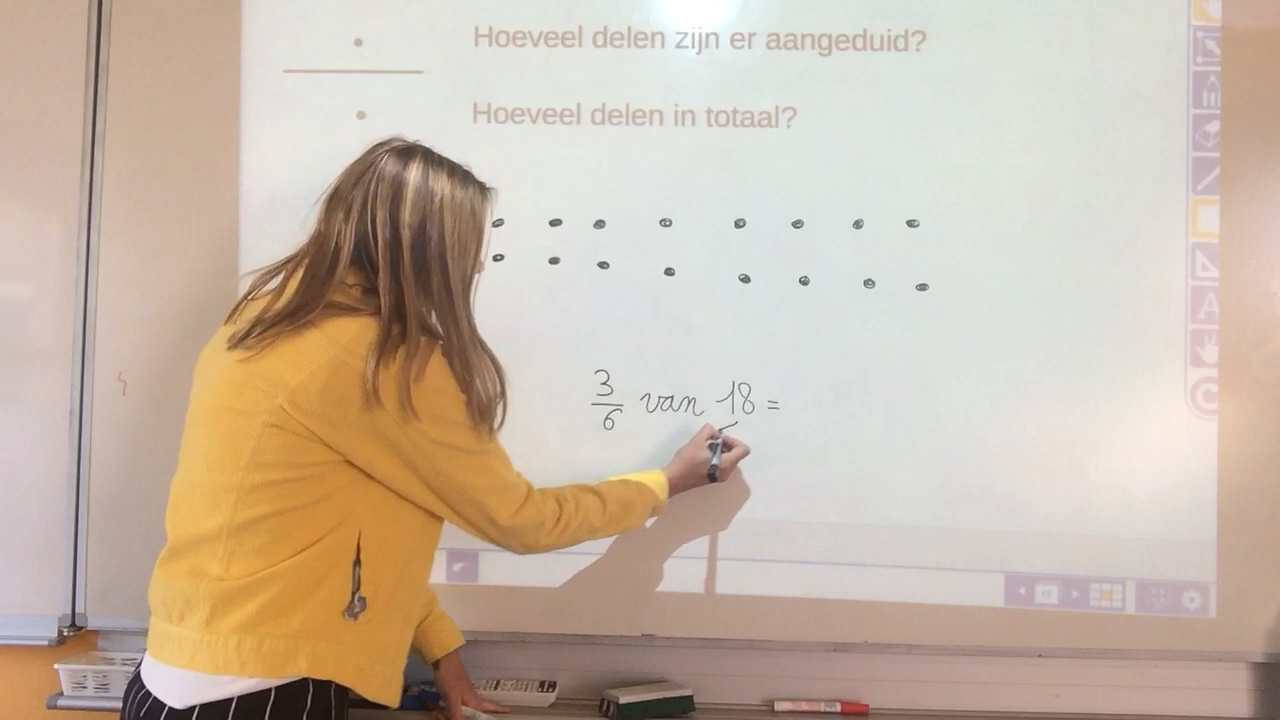 Hoeveel delen zijn er aangeduid?
Hoeveel delen in totaal?
3/6 van 18 =
A